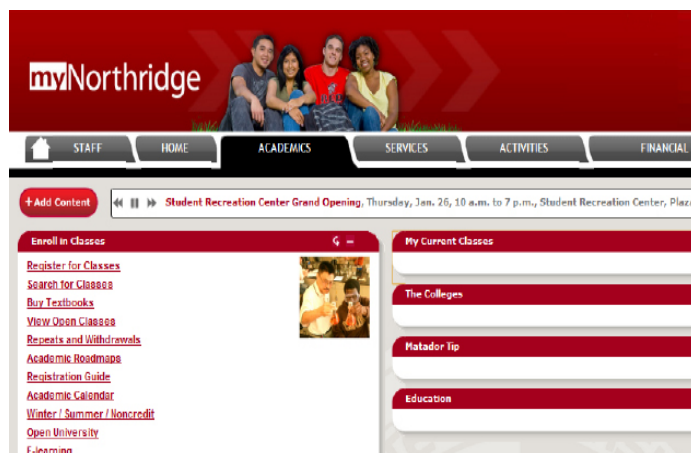 myNorthridge
STAFF HOME ACADEMICS SERVICES ACTIVITIES FINANCIAL
+Add Content
Student Recreation Center Grand Opening, Thursday, Jan. 26, 10 a.m. to 7 p.m., Student Recreation Center, Plaz
Enroll in Classes
Register for Classes
Search for Classes
Buy Textbooks
View Open Classes
Repeats and Withdrawals
Academic Roadmaps
Registration Guide
Academic Calendar
Winter / Summer / Noncredit
Open University
E-learning
My Current Classes
The Colleges
Matador Tip
Education